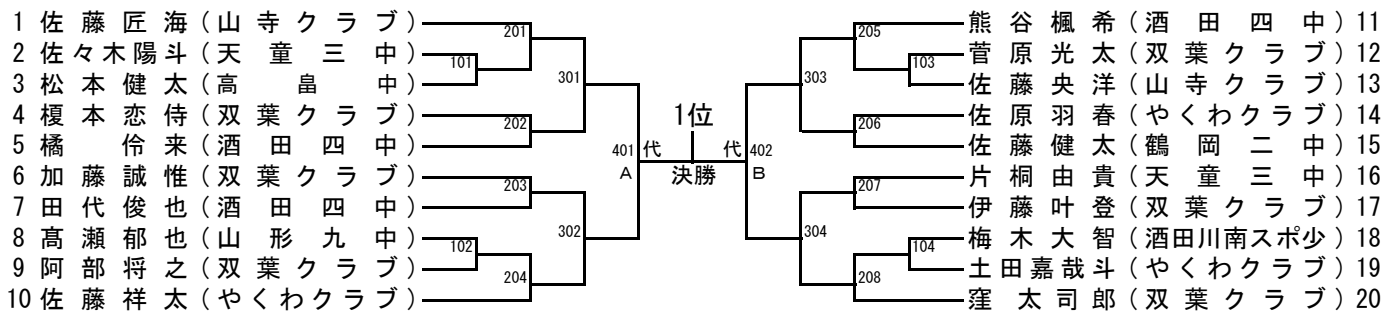 1 佐藤匠海(山寺クラブ)
2 佐々木陽斗(天童三中)
3 松本健太(高畠中)
4 榎本恋侍(双葉クラブ)
5 橘伶来(酒田四中)
6 加藤誠惟(双葉クラブ)
7 田代俊也(酒田四中)
8 髙瀬郁也(山形九中)
9 阿部将之(双葉クラブ)
10 佐藤祥太(やくわクラブ)
201
101
202
203
102
204
301
302
401
A
代
1位
決勝
代
402
B
303
304
205
103
206
207
104
208
熊谷楓希(酒田四中) 11
菅原光太(双葉クラブ) 12
佐藤央洋(山寺クラブ) 13
佐原羽春(やくわクラブ) 14
佐藤健太(鶴岡二中) 15
片桐由貴(天童三中) 16
伊藤叶登(双葉クラブ) 17
梅木大智(酒田川南スポ少) 18
土田嘉哉斗(やくわクラブ) 19
窪太司郎(双葉クラブ) 20